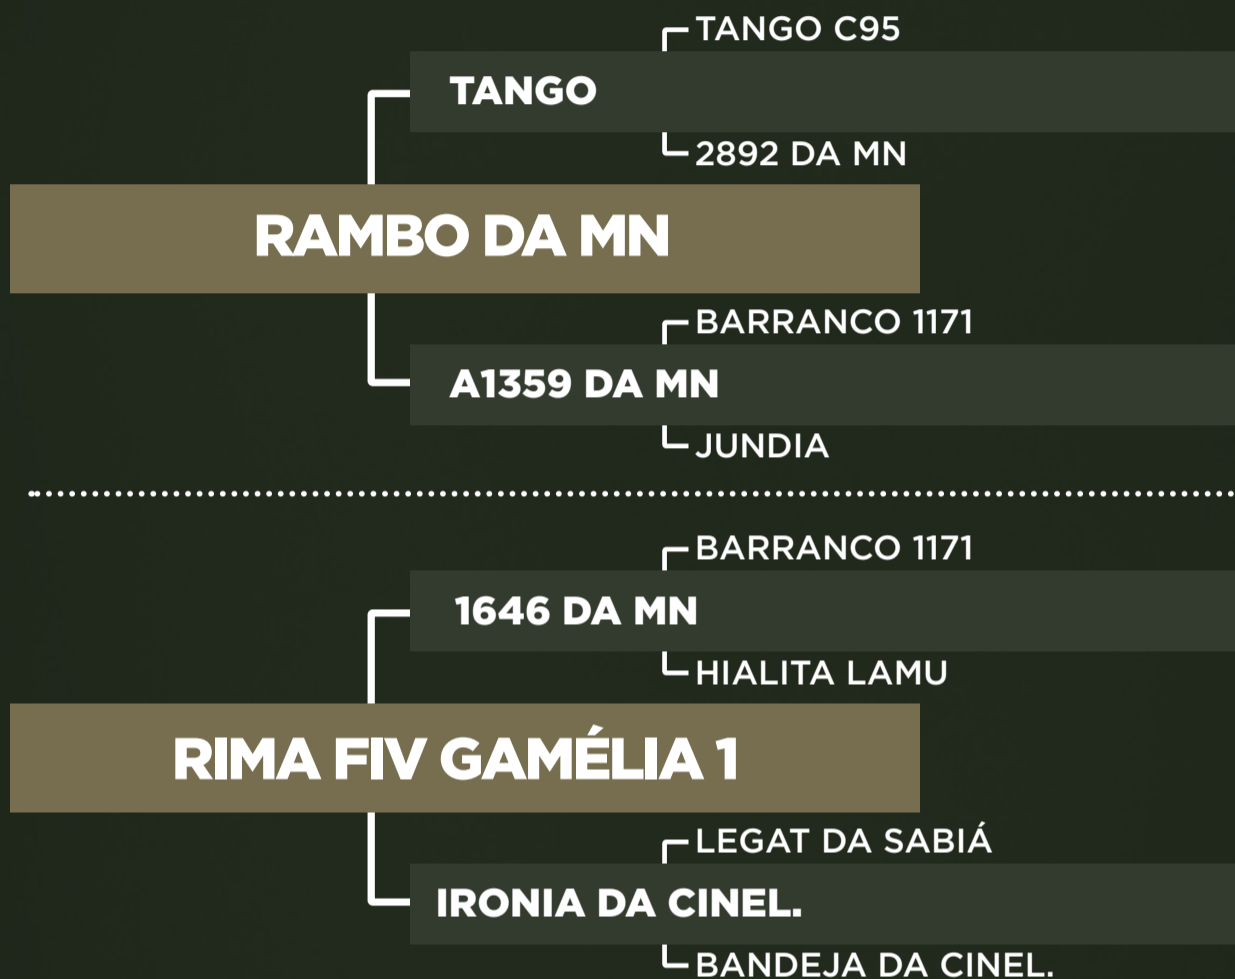 TANGO C95
TANGO
2892 DA MN
RAMBO DA MN
BARRANCO 1171
A1359 DA MN
JUNDIA
BARRANCO 1171
1646 DA MN
HIALITA LAMU
RIMA FIV GAMÉLIA 1
LEGAT DA SABIÁ
IRONIA DA CINEL.
BANDEJA DA CINEL.